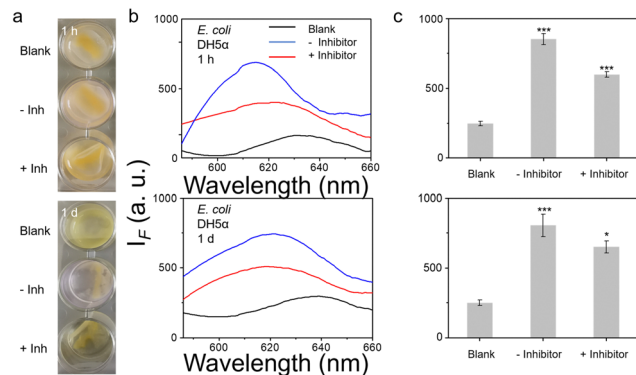 a
1 h
Blank
- Inh
+ Inh
1 d
Blank
- Inh
+ Inh
b
1000
500
0
E. coli
DH5α
1 h
Blank
- Inhibitor
+ Inhibitor
600
620
640
660
Wavelength (nm)
I_F (a. u.)
1000
500
0
E. coli
DH5α
1 d
600
620
640
660
Wavelength (nm)
c
1000
500
0
***
***
Blank
- Inhibitor
+ Inhibitor
1000
500
0
***
*
Blank
- Inhibitor
+ Inhibitor